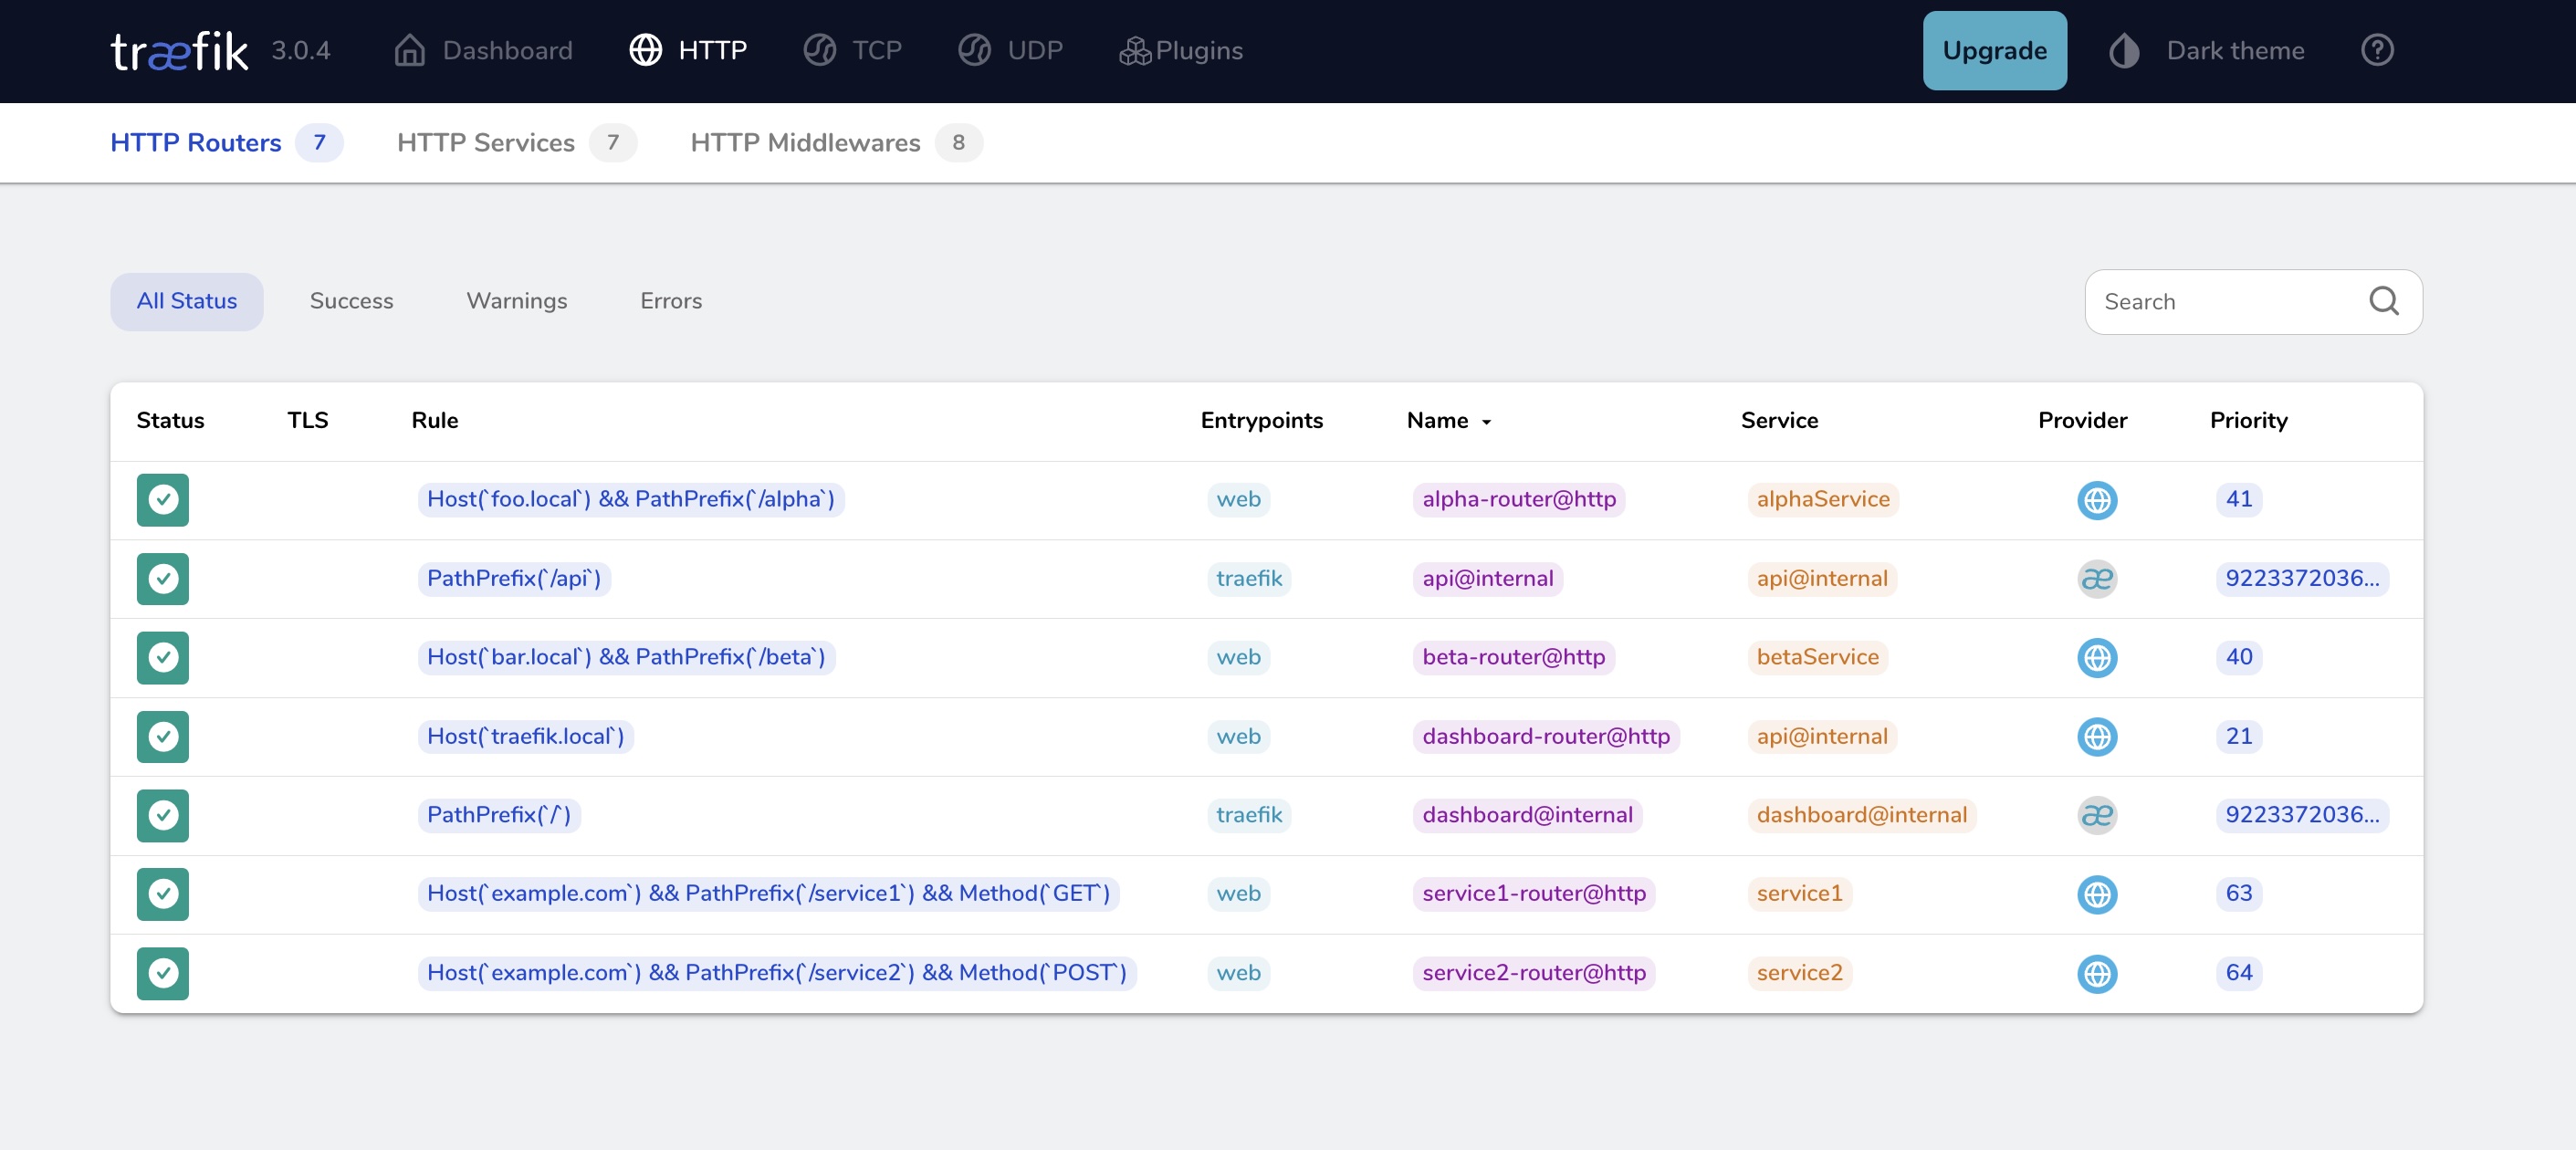 træfik 3.0.4 Dashboard HTTP TCP UDP Plugins Upgrade Dark theme
HTTP Routers 7 HTTP Services 7 HTTP Middlewares 8
All Status Success Warnings Errors Search
Status TLS Rule Entrypoints Name Service Provider Priority
Host(`foo.local`) && PathPrefix(`/alpha`) web alpha-router@http alphaService 41
PathPrefix(`/api`) traefik api@internal api@internal æ 9223372036...
Host(`bar.local`) && PathPrefix(`/beta`) web beta-router@http betaService 40
Host(`traefik.local`) web dashboard-router@http api@internal 21
PathPrefix(`/`) traefik dashboard@internal dashboard@internal æ 9223372036...
Host(`example.com`) && PathPrefix(`/service1`) && Method(`GET`) web service1-router@http service1 63
Host(`example.com`) && PathPrefix(`/service2`) && Method(`POST`) web service2-router@http service2 64